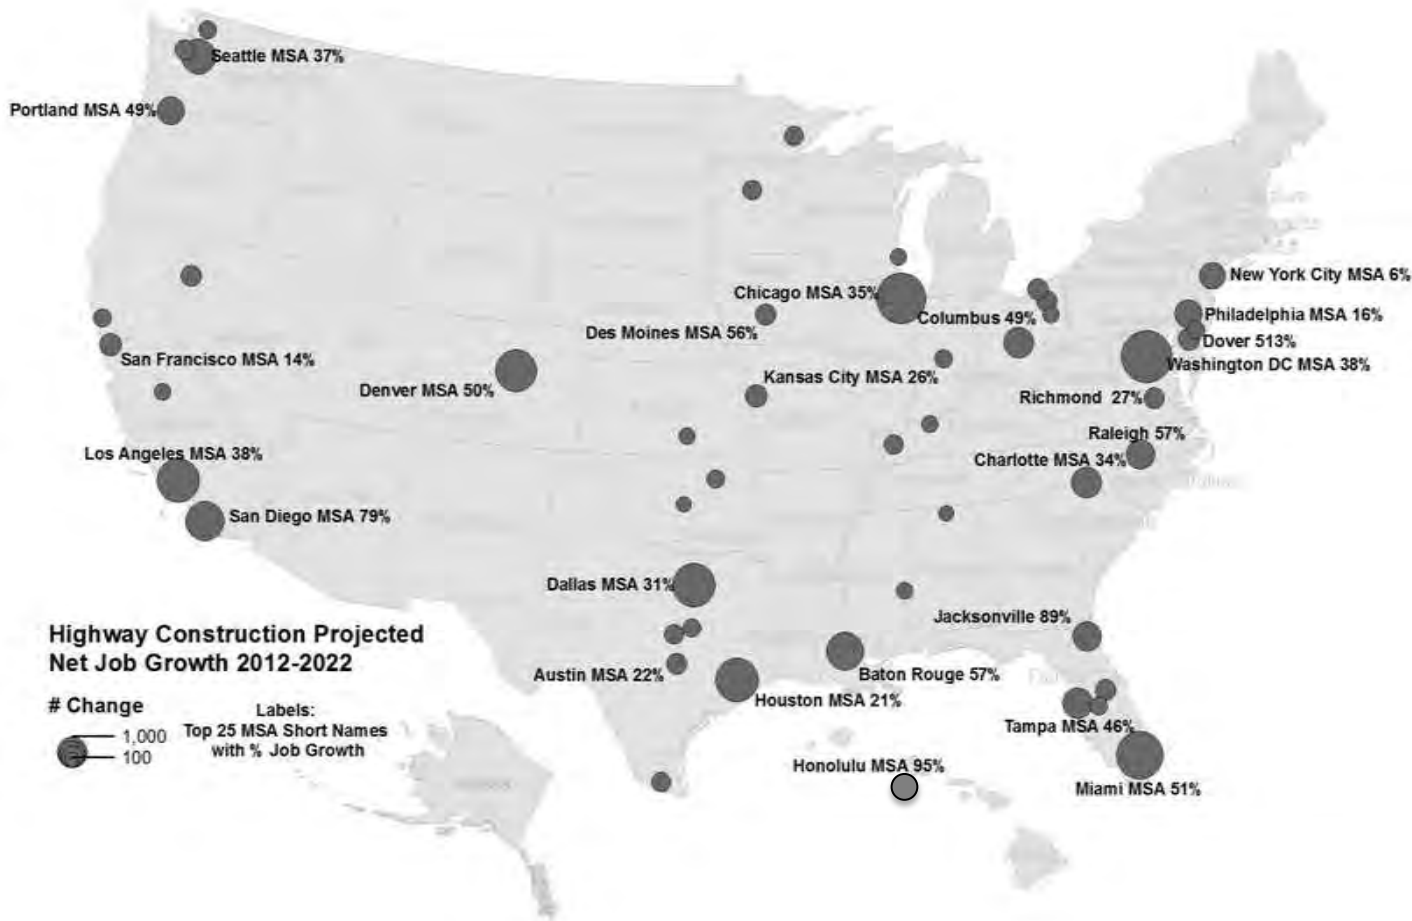 Seattle MSA 37%
Portland MSA 49%
New York City MSA 6%
Chicago MSA 35%
Philadelphia MSA 16%
Columbus 49%
Des Moines MSA 56%
Dover 513%
San Francisco MSA 14%
Washington DC MSA 38%
Kansas City MSA 26%
Denver MSA 50%
Richmond 27%
Raleigh 57%
Los Angeles MSA 38%
Charlotte MSA 34%
San Diego MSA 79%
Dallas MSA 31%
Jacksonville 89%
Highway Construction Projected
Net Job Growth 2012-2022
Austin MSA 22%
Baton Rouge 57%
Houston MSA 21%
# Change
1,000
100
Labels:
Top 25 MSA Short Names
with % Job Growth
Tampa MSA 46%
Honolulu MSA 95%
Miami MSA 51%